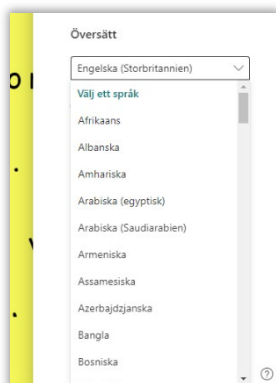 Översätt
Engelska (Storbritannien)
Välj ett språk
Afrikaans
Albanska
Amhariska
Arabiska (egyptisk)
Arabiska (Saudiarabien)
Armeniska
Assamesiska
Azerbajdzjanska
Bangla
Bosniska